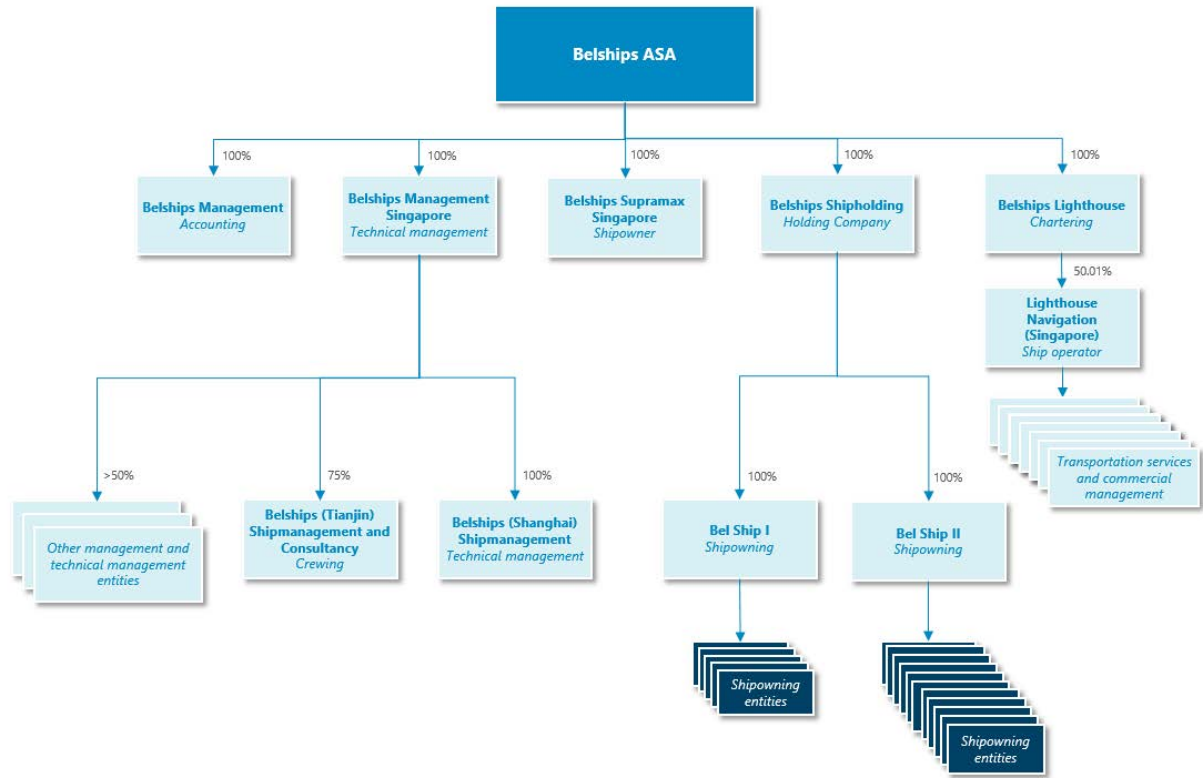 Belships ASA
100%
100%
100%
100%
100%
Belships Management
Accounting
Belships Management
Singapore
Technical management
Belships Supramax
Singapore
Shipowner
Belships Shipholding
Holding Company
Belships Lighthouse
Chartering
50.01%
Lighthouse
Navigation
(Singapore)
Ship operator
Transportation services
and commercial
management
>50%
75%
100%
100%
100%
Other management and
technical management
entities
Belships (Tianjin)
Shipmanagement and
Consultancy
Crewing
Belships (Shanghai)
Shipmanagement
Technical management
Bel Ship I
Shipowning
Bel Ship II
Shipowning
Shipowning
entities
Shipowning
entities